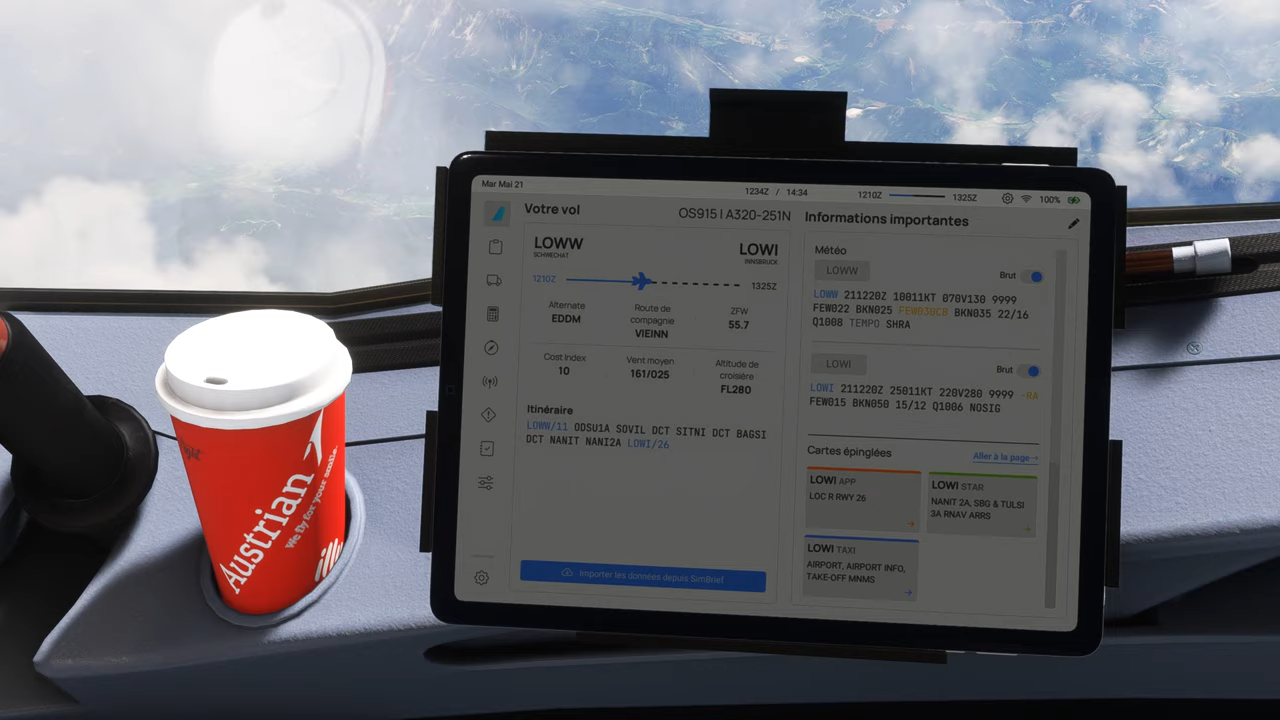 Mar Mai 21
1234Z / 14:34
1210Z
1325Z
100%
Votre vol
OS915 | A320-251N
LOWW
SCHWECHAT
LOWI
INNSBRUCK
1210Z
1325Z
Alternate
EDDM
Route de
compagnie
VIEINN
ZFW
55.7
Cost Index
10
Vent moyen
161/025
Altitude de
croisière
FL280
Itinéraire
LOWW/11 ODSU1A SOVIL DCT SITNI DCT BAGSI
DCT NANIT NANI2A LOWI/26
Importer les données depuis SimBrief
Informations importantes
Météo
LOWW
Brut
LOWW 211220Z 10011KT 070V130 9999
FEW022 BKN025 FEW030CB BKN035 22/16
Q1008 TEMPO SHRA
LOWI
Brut
LOWI 211220Z 25011KT 220V280 9999 -RA
FEW015 BKN050 15/12 Q1006 NOSIG
Cartes épinglées
Aller à la page→
LOWI APP
LOC R RWY 26
LOWI STAR
NANIT 2A, SBG & TULSI
3A RNAV ARRS
LOWI TAXI
AIRPORT, AIRPORT INFO,
TAKE-OFF MNMS
Austrian
We fly for your smile.